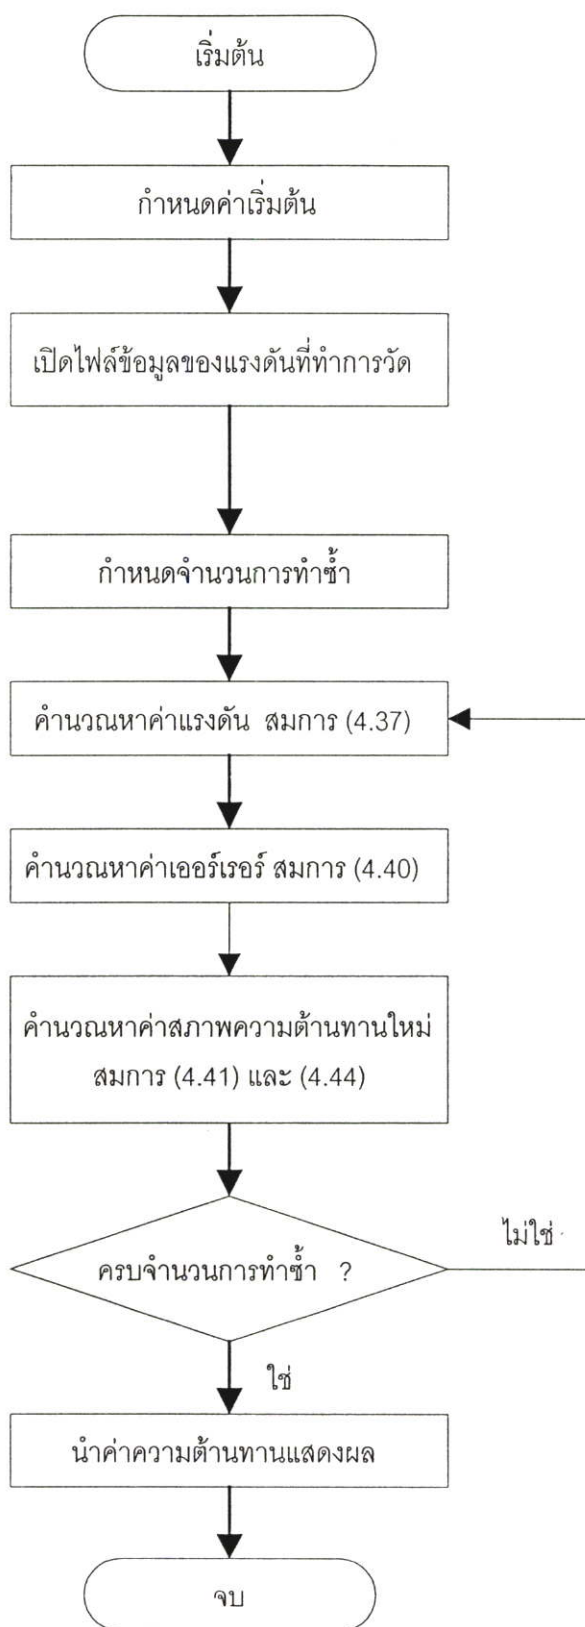 เริ่มต้น
กำหนดค่าเริ่มต้น
เปิดไฟล์ข้อมูลของแรงดันที่ทำการวัด
กำหนดจำนวนการทำซ้ำ
คำนวณหาค่าแรงดัน สมการ (4.37)
คำนวณหาค่าเออร์เรอร์ สมการ (4.40)
คำนวณหาค่าสภาพความต้านทานใหม่
สมการ (4.41) และ (4.44)
ไม่ใช่
ครบจำนวนการทำซ้ำ ?
ใช่
นำค่าความต้านทานแสดงผล
จบ